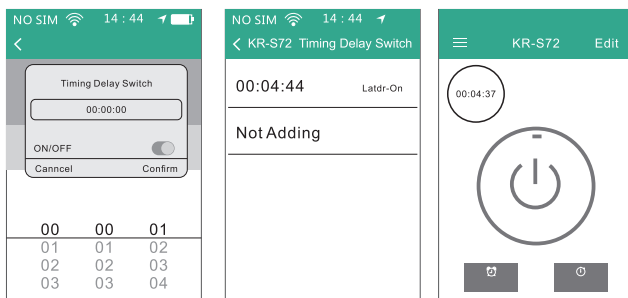 NO SIM 14 : 44
Timing Delay Switch
00:00:00
ON/OFF
Canncel Confirm
00 00 01
01 01 02
02 02 03
03 03 04
NO SIM 14 : 44
KR-S72 Timing Delay Switch
00:04:44 Latdr-On
Not Adding
KR-S72 Edit
00:04:37